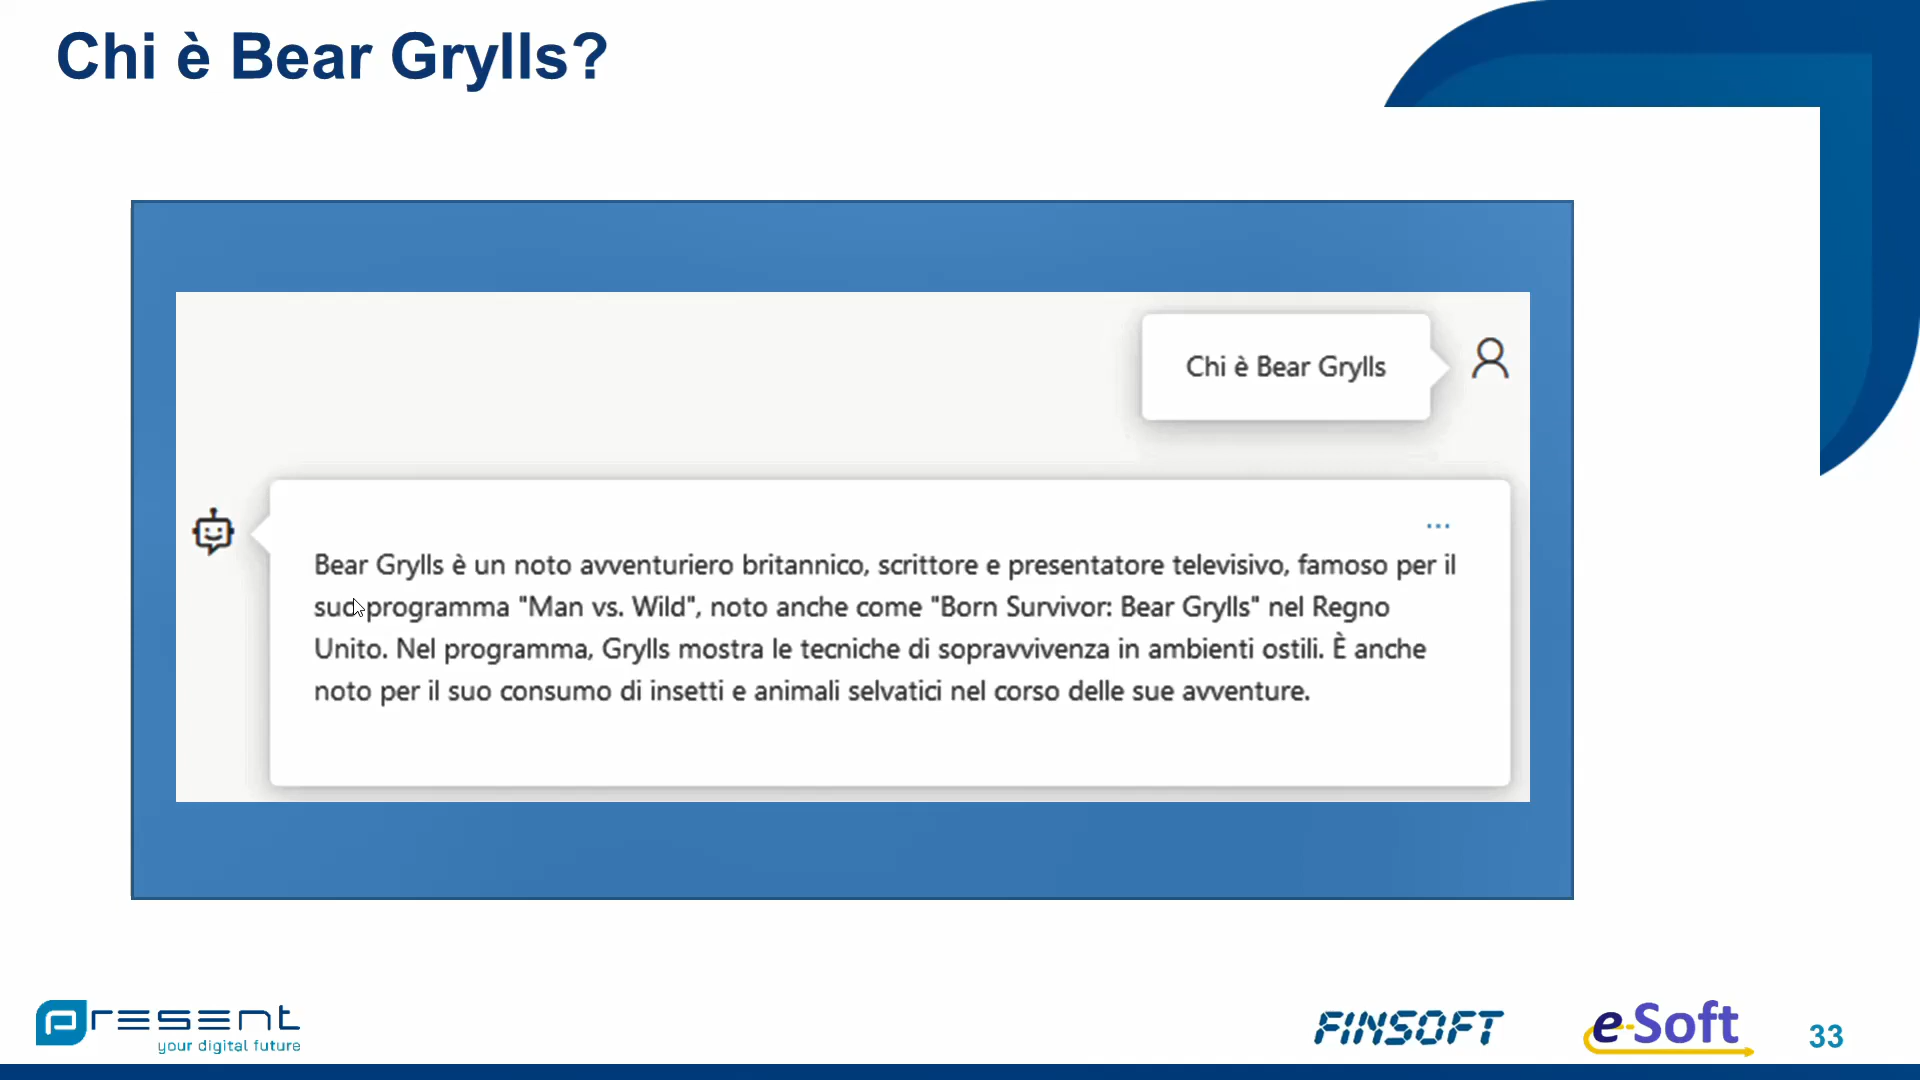 Chi è Bear Grylls?
Chi è Bear Grylls
...
Bear Grylls è un noto avventuriero britannico, scrittore e presentatore televisivo, famoso per il
suo programma "Man vs. Wild", noto anche come "Born Survivor: Bear Grylls" nel Regno
Unito. Nel programma, Grylls mostra le tecniche di sopravvivenza in ambienti ostili. È anche
noto per il suo consumo di insetti e animali selvatici nel corso delle sue avventure.
Present
your digital future
FINSOFT
e-Soft
33